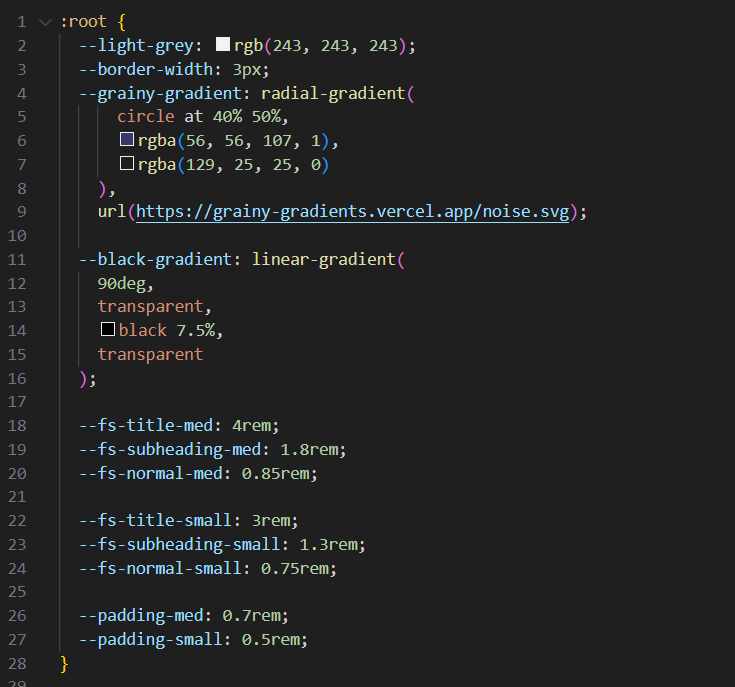 1 :root {
2 --light-grey: rgb(243, 243, 243);
3 --border-width: 3px;
4 --grainy-gradient: radial-gradient(
5 circle at 40% 50%,
6 rgba(56, 56, 107, 1),
7 rgba(129, 25, 25, 0)
8 ),
9 url(https://grainy-gradients.vercel.app/noise.svg);
10
11 --black-gradient: linear-gradient(
12 90deg,
13 transparent,
14 black 7.5%,
15 transparent
16 );
17
18 --fs-title-med: 4rem;
19 --fs-subheading-med: 1.8rem;
20 --fs-normal-med: 0.85rem;
21
22 --fs-title-small: 3rem;
23 --fs-subheading-small: 1.3rem;
24 --fs-normal-small: 0.75rem;
25
26 --padding-med: 0.7rem;
27 --padding-small: 0.5rem;
28 }
29